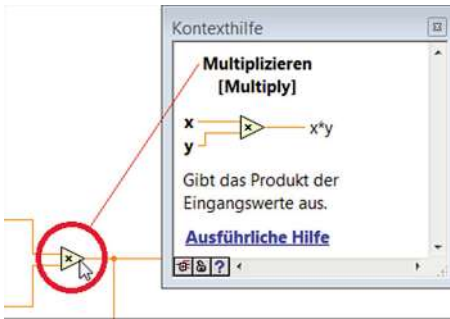 Kontexthilfe
Multiplizieren
[Multiply]
x
y
x*y
Gibt das Produkt der
Eingangswerte aus.
Ausführliche Hilfe
?